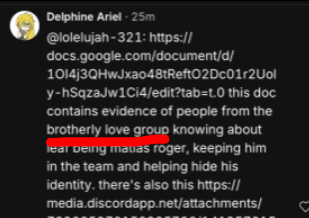 Delphine Ariel · 25m
@lolelujah-321: https://
docs.google.com/document/d/
1Ol4j3QHwJxao48tReftO2Dc01r2Uol
y-hSqzaJw1Ci4/edit?tab=t.0 this doc
contains evidence of people from the
brotherly love group knowing about
leaf being matias roger, keeping him
in the team and helping hide his
identity. there's also this https://
media.discordapp.net/attachments/